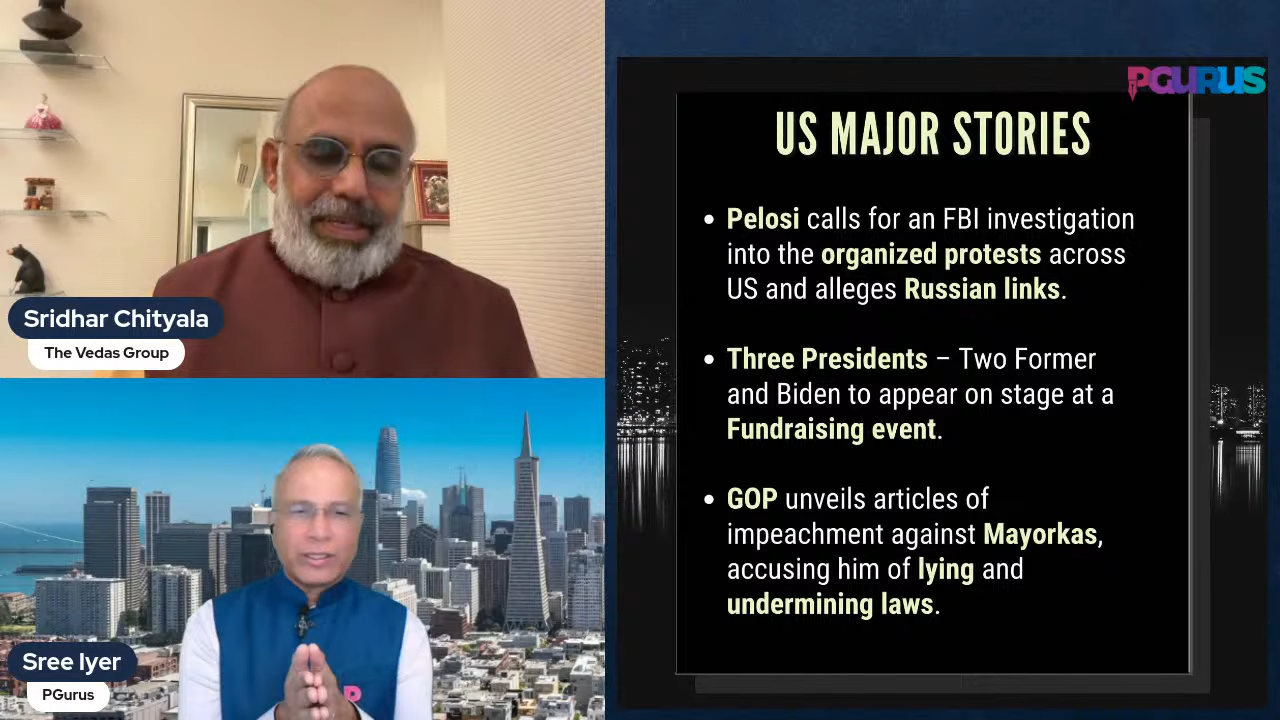 Sridhar Chityala
The Vedas Group
Sree Iyer
PGurus
PGURUS
US MAJOR STORIES
• Pelosi calls for an FBI investigation
into the organized protests across
US and alleges Russian links.
• Three Presidents – Two Former
and Biden to appear on stage at a
Fundraising event.
• GOP unveils articles of
impeachment against Mayorkas,
accusing him of lying and
undermining laws.